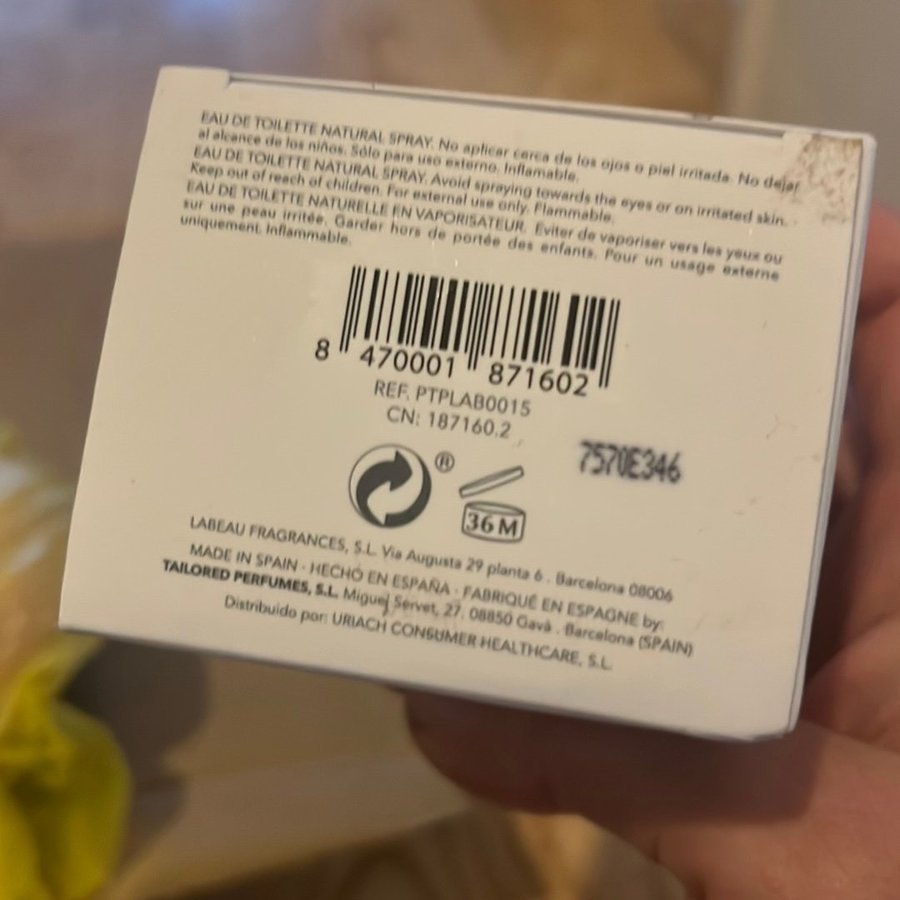 EAU DE TOILETTE NATURAL SPRAY. No aplicar cerca de los ojos o piel irritada. No dejar
al alcance de los niños. Sólo para uso externo. Inflamable.
EAU DE TOILETTE NATURAL SPRAY. Avoid spraying towards the eyes or on irritated skin.
Keep out of reach of children. For external use only. Flammable.
EAU DE TOILETTE NATURELLE EN VAPORISATEUR. Eviter de vaporiser vers les yeux ou
sur une peau irritée. Garder hors de portée des enfants. Pour un usage externe
uniquement. Inflammable.
8 470001 871602
REF. PTPLAB0015
CN: 187160.2
7570E346
®
36 M
LABEAU FRAGRANCES, S.L. Via Augusta 29 planta 6 . Barcelona 08006
MADE IN SPAIN · HECHO EN ESPAÑA · FABRIQUÉ EN ESPAGNE by:
TAILORED PERFUMES, S.L. Miguel Servet, 27. 08850 Gavà . Barcelona (SPAIN)
Distribuido por: URIACH CONSUMER HEALTHCARE, S.L.